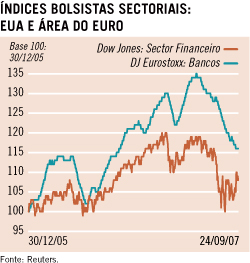 ÍNDICES BOLSISTAS SECTORIAIS:
EUA E ÁREA DO EURO
Base 100:
30/12/05
Dow Jones: Sector Financeiro
DJ Eurostoxx: Bancos
135
130
125
120
115
110
105
100
95
30/12/05
24/09/07
Fonte: Reuters.